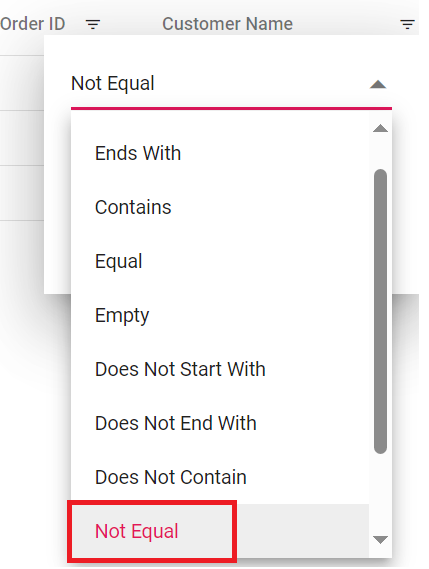 Order ID Customer Name
Not Equal
Ends With
Contains
Equal
Empty
Does Not Start With
Does Not End With
Does Not Contain
Not Equal